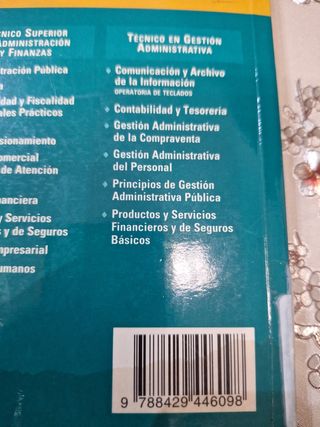 CNICO SUPERIOR
ADMINISTRACIÓN
Y FINANZAS
tración Pública
a
dad y Fiscalidad
ales Prácticos
sionamiento
omercial
de Atención
nanciera
y Servicios
s y de Seguros
mpresarial
umanos
TÉCNICO EN GESTIÓN
ADMINISTRATIVA
Comunicación y Archivo
de la Información
OPERATORIA DE TECLADOS
Contabilidad y Tesorería
Gestión Administrativa
de la Compraventa
Gestión Administrativa
del Personal
Principios de Gestión
Administrativa Pública
Productos y Servicios
Financieros y de Seguros
Básicos
9 788429 446098